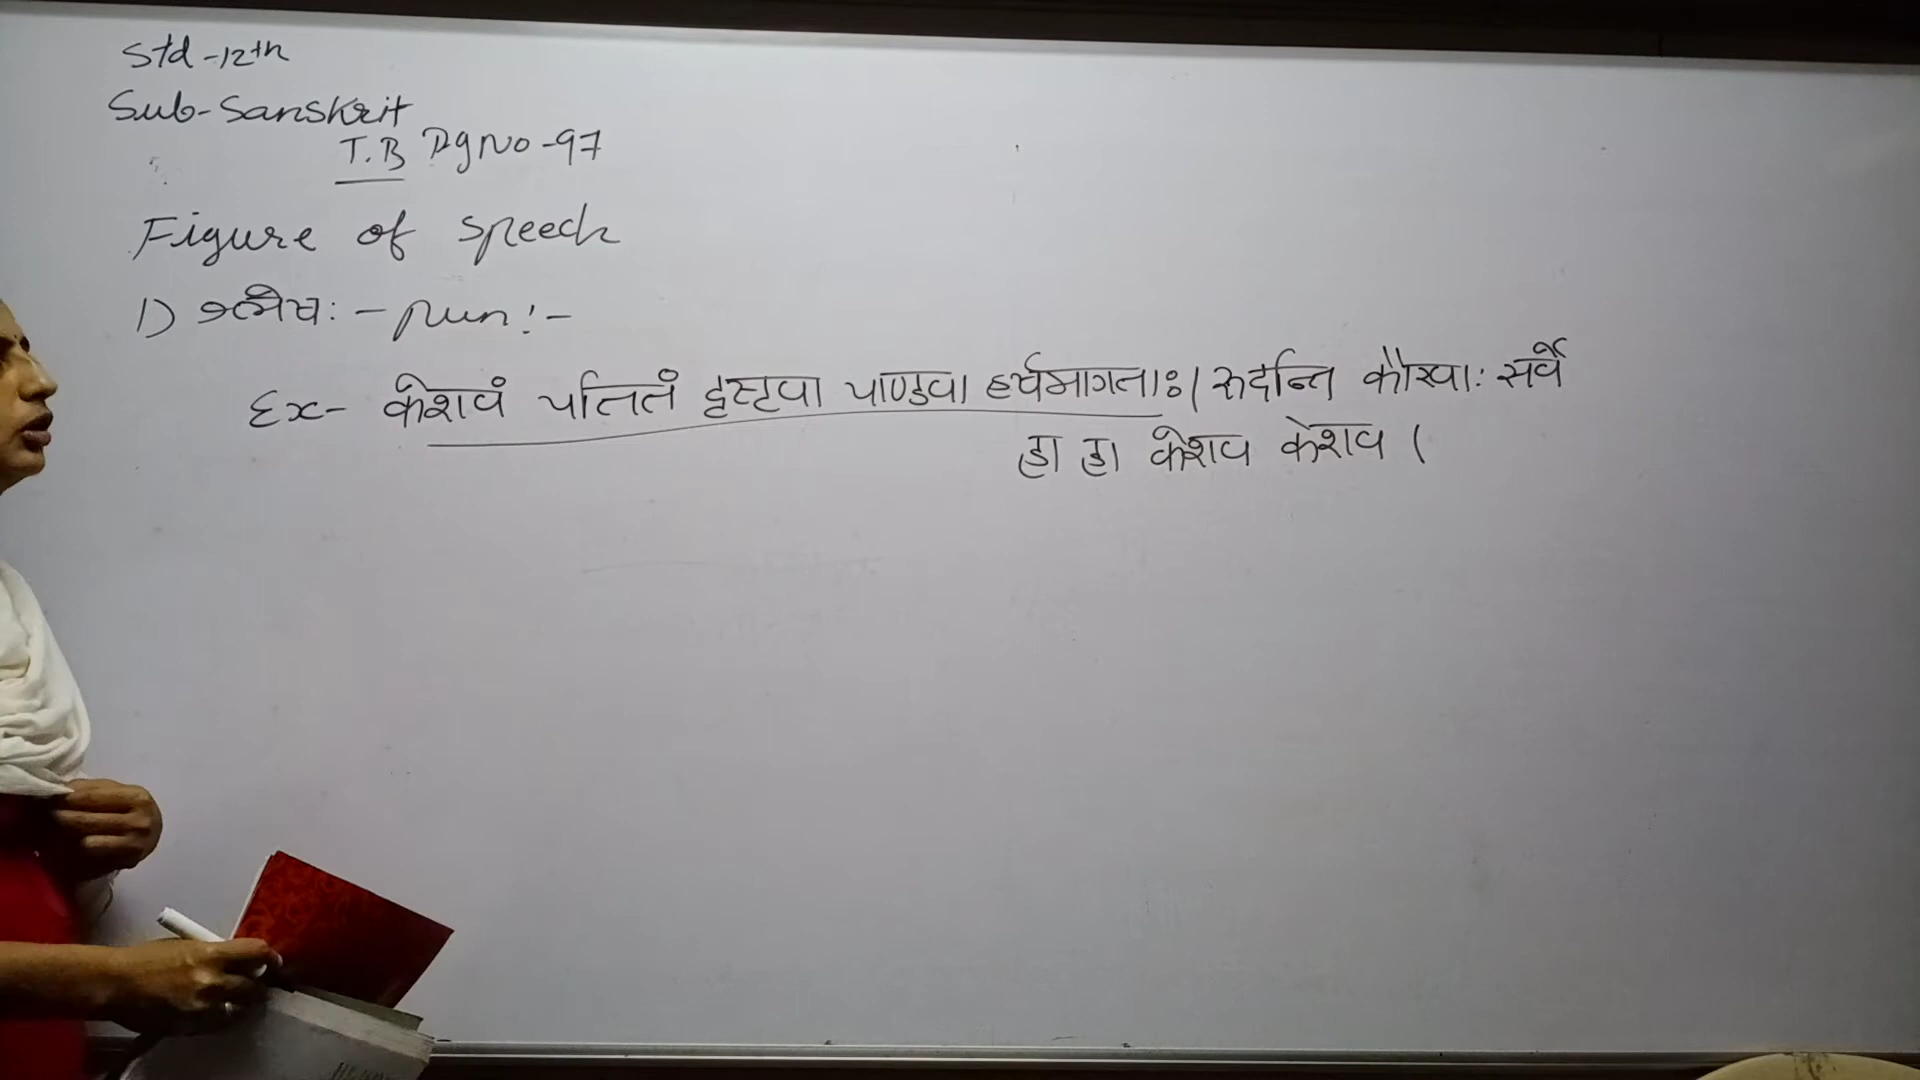 Std-12th
Sub-Sanskrit
T.B Pg No-97
Figure of speech
1) श्लेषः - pun :-
Ex- केशवं पतितं दृष्ट्वा पाण्डवा हर्षमागताः। रुदन्ति कौरवाः सर्वे
हा हा केशव केशव ।